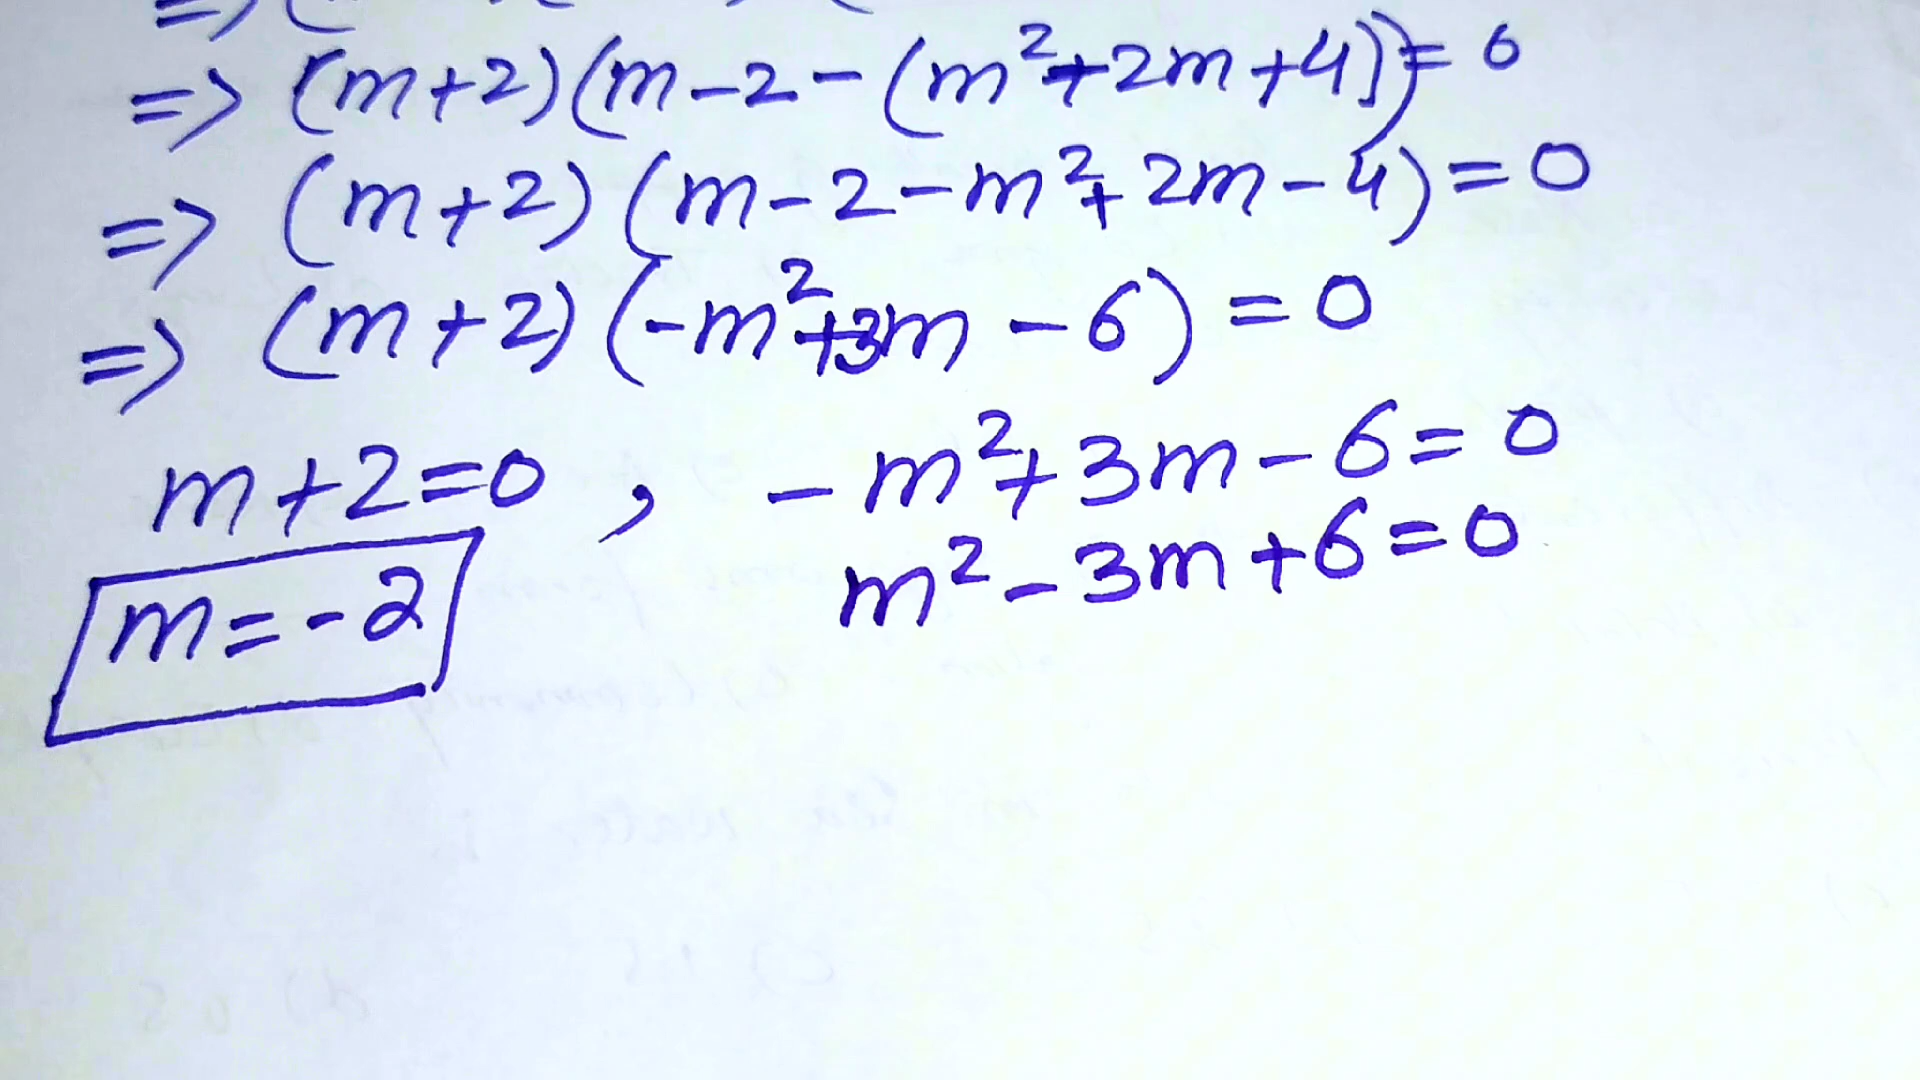 => (m+2)(m-2-(m²+2m+4))=0
=> (m+2)(m-2-m²+2m-4)=0
=> (m+2)(-m²+3m-6)=0
m+2=0 , -m²+3m-6=0
m=-2 m²-3m+6=0